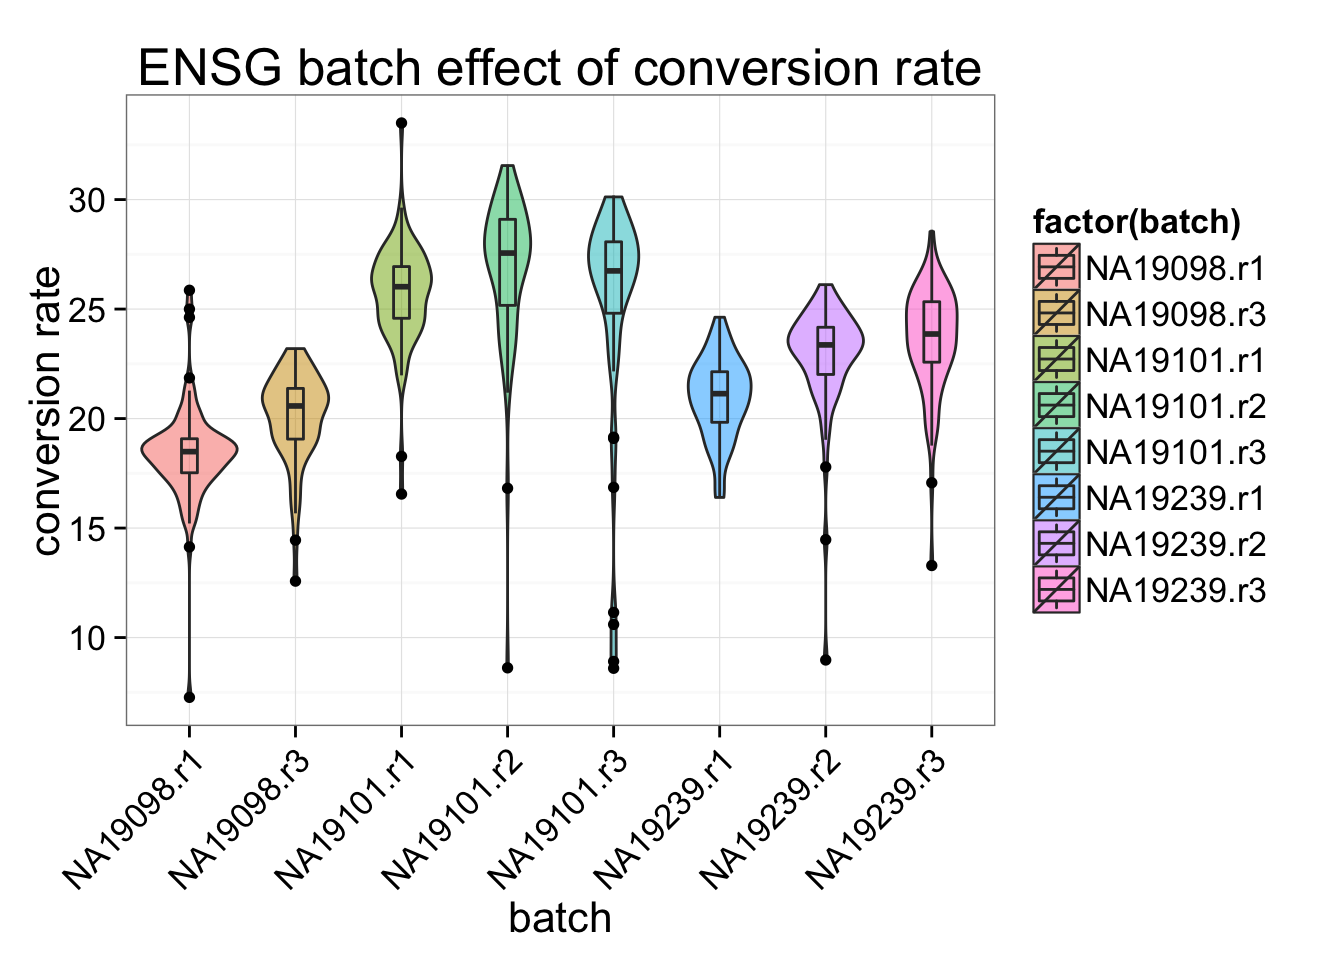 ENSG batch effect of conversion rate
conversion rate
30
25
20
15
10
NA19098.r1
NA19098.r3
NA19101.r1
NA19101.r2
NA19101.r3
NA19239.r1
NA19239.r2
NA19239.r3
batch
factor(batch)
NA19098.r1
NA19098.r3
NA19101.r1
NA19101.r2
NA19101.r3
NA19239.r1
NA19239.r2
NA19239.r3